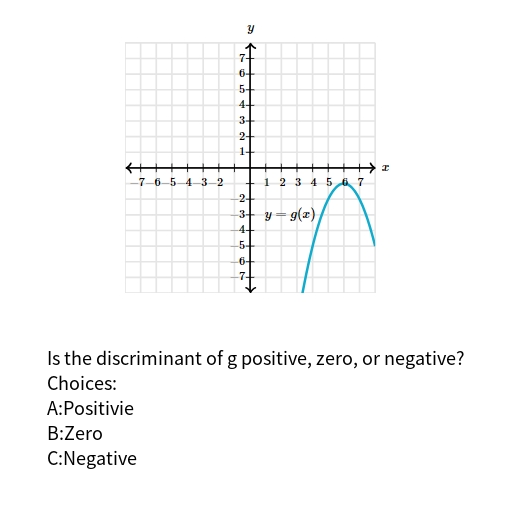 y
7
6
5
4
3
2
1
x
-7 -6 -5 -4 -3 -2 1 2 3 4 5 6 7
-2
-3
y = g(x)
-4
-5
-6
-7
Is the discriminant of g positive, zero, or negative?
Choices:
A:Positivie
B:Zero
C:Negative